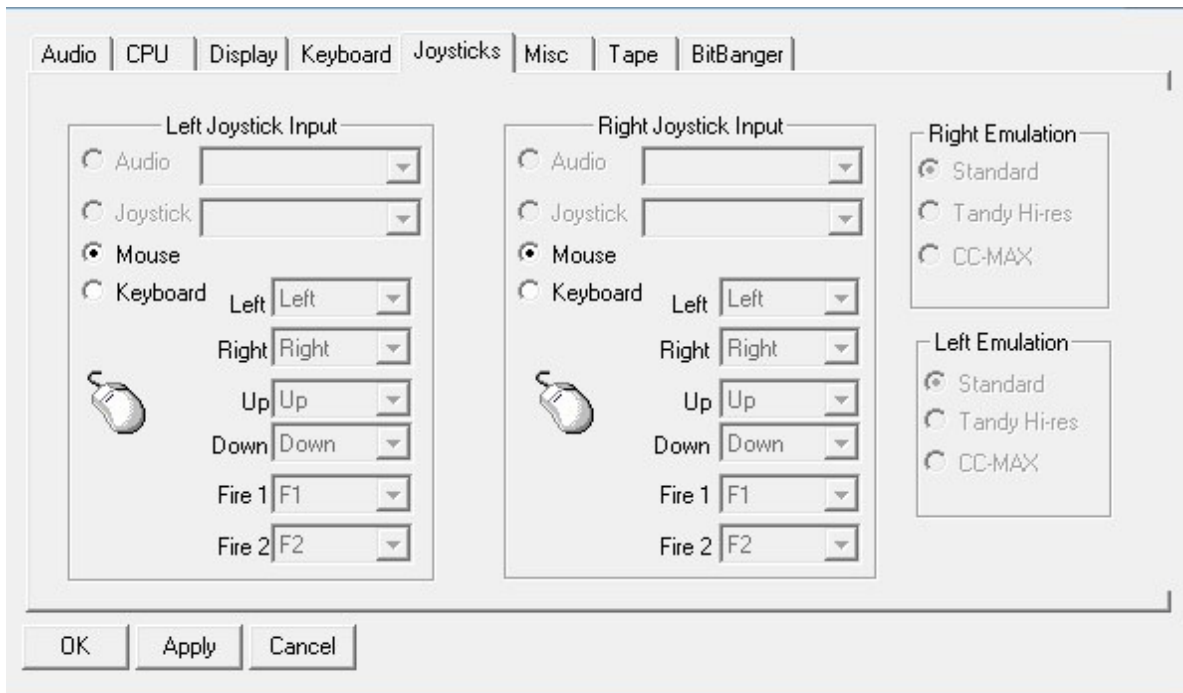 Audio CPU Display Keyboard Joysticks Misc Tape BitBanger
Left Joystick Input
Audio
Joystick
Mouse
Keyboard
Left Left
Right Right
Up Up
Down Down
Fire 1 F1
Fire 2 F2
Right Joystick Input
Audio
Joystick
Mouse
Keyboard
Left Left
Right Right
Up Up
Down Down
Fire 1 F1
Fire 2 F2
Right Emulation
Standard
Tandy Hi-res
CC-MAX
Left Emulation
Standard
Tandy Hi-res
CC-MAX
OK Apply Cancel